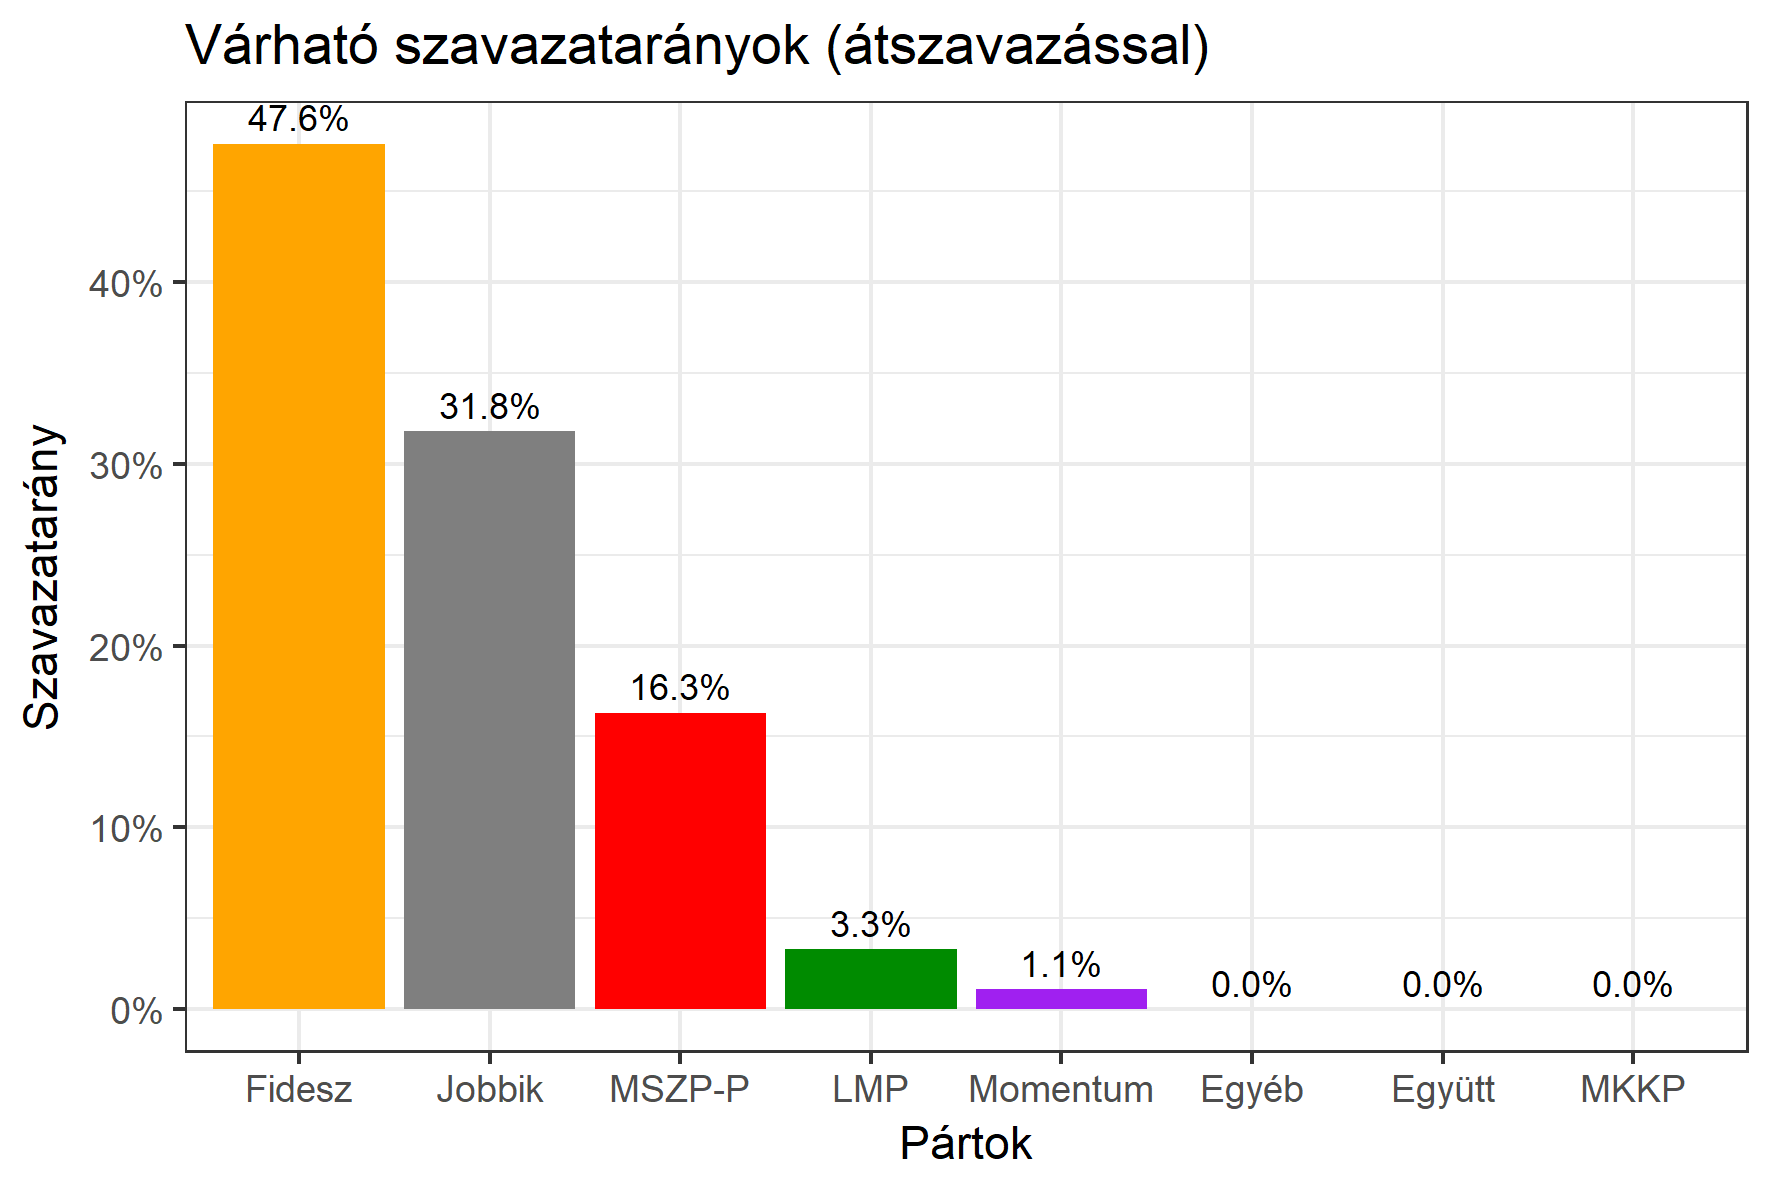 Várható szavazatarányok (átszavazással)
47.6%
31.8%
16.3%
3.3%
1.1%
0.0%
0.0%
0.0%
40%
30%
20%
10%
0%
Szavazatarány
Fidesz
Jobbik
MSZP-P
LMP
Momentum
Egyéb
Együtt
MKKP
Pártok